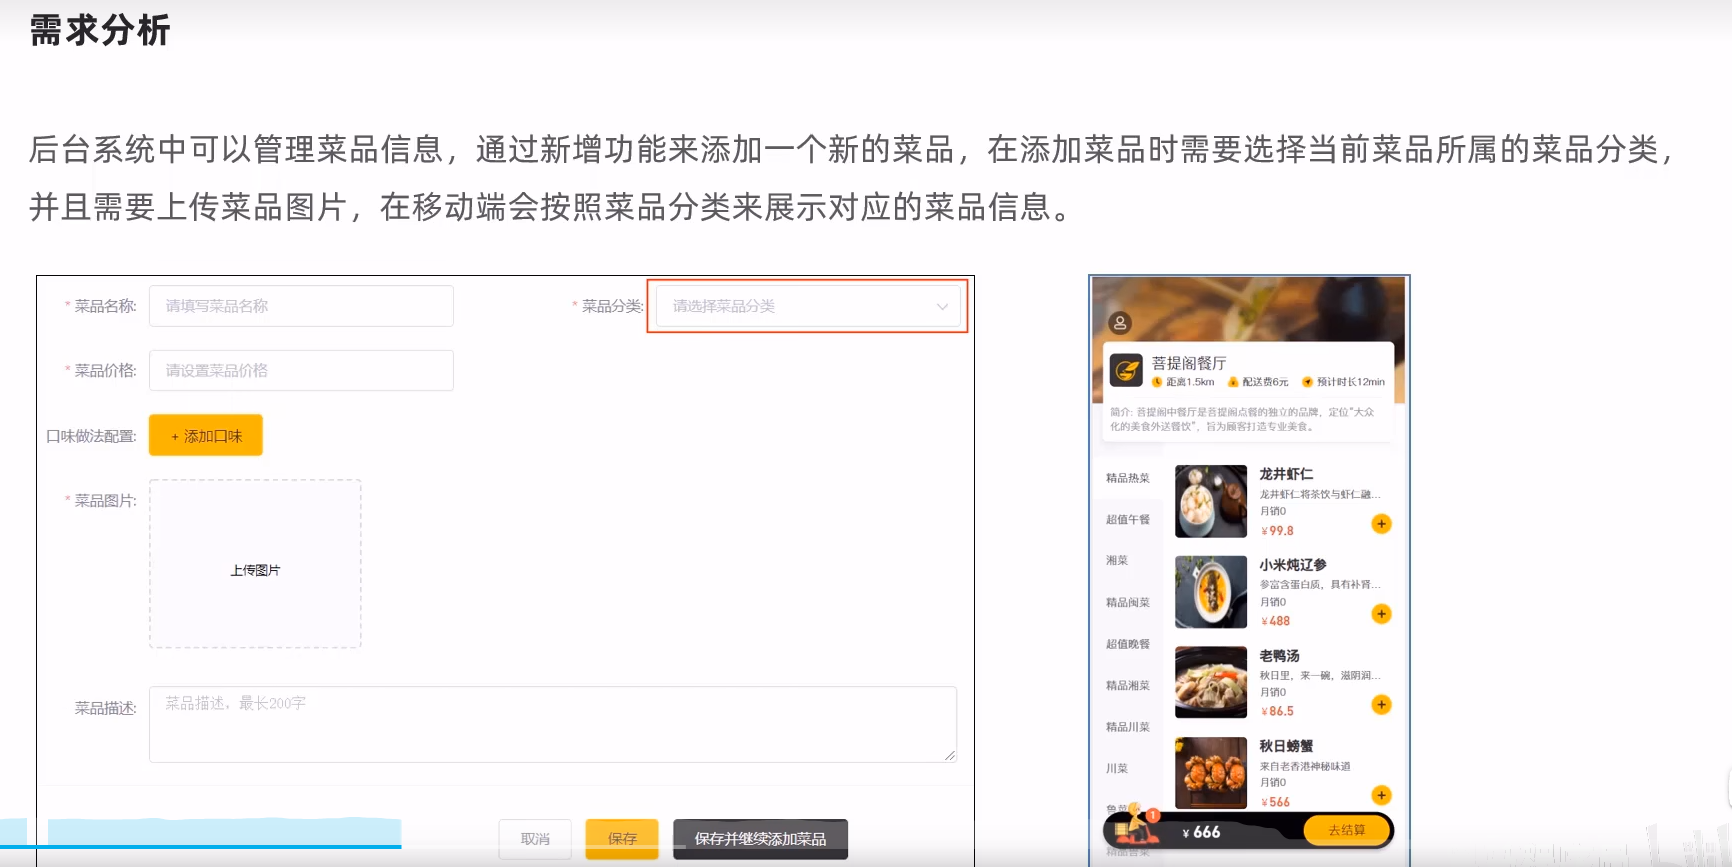 需求分析
后台系统中可以管理菜品信息，通过新增功能来添加一个新的菜品，在添加菜品时需要选择当前菜品所属的菜品分类，
并且需要上传菜品图片，在移动端会按照菜品分类来展示对应的菜品信息。
* 菜品名称: 请填写菜品名称
* 菜品分类: 请选择菜品分类
* 菜品价格: 请设置菜品价格
口味做法配置: + 添加口味
* 菜品图片:
上传图片
菜品描述: 菜品描述，最长200字
取消 保存 保存并继续添加菜品
菩提阁餐厅
距离1.5km 配送费6元 预计时长12min
简介: 菩提阁中餐厅是菩提阁点餐的独立的品牌，定位“大众
化的美食外送餐饮”，旨为顾客打造专业美食。
精品热菜
超值午餐
湘菜
精品闽菜
超值晚餐
精品湘菜
精品川菜
川菜
鲁菜
龙井虾仁
龙井虾仁将茶饮与虾仁融...
月销0
¥99.8
小米炖辽参
参富含蛋白质，具有补肾...
月销0
¥488
老鸭汤
秋日里，来一碗，滋阴润...
月销0
¥86.5
秋日螃蟹
来自老香港神秘味道
月销0
¥566
1
¥ 666
去结算